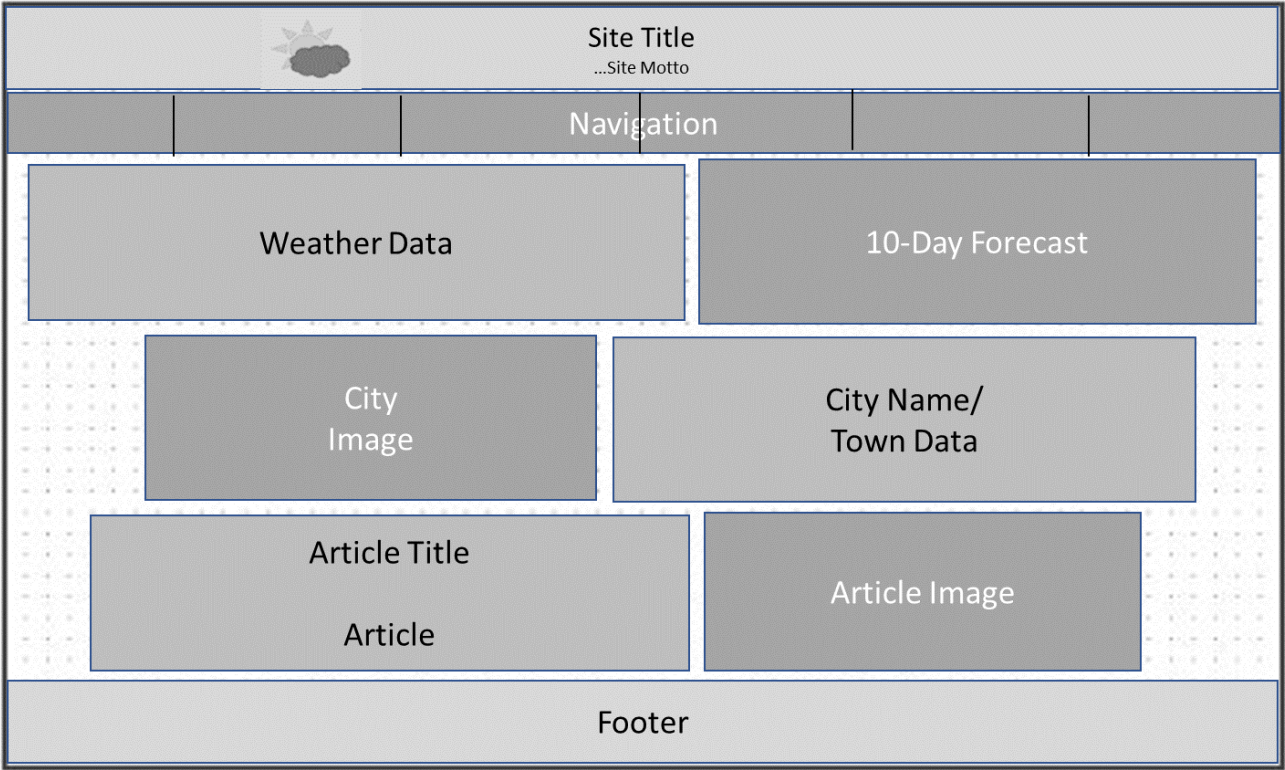 Site Title
...Site Motto
Navigation
Weather Data
10-Day Forecast
City
Image
City Name/
Town Data
Article Title
Article
Article Image
Footer